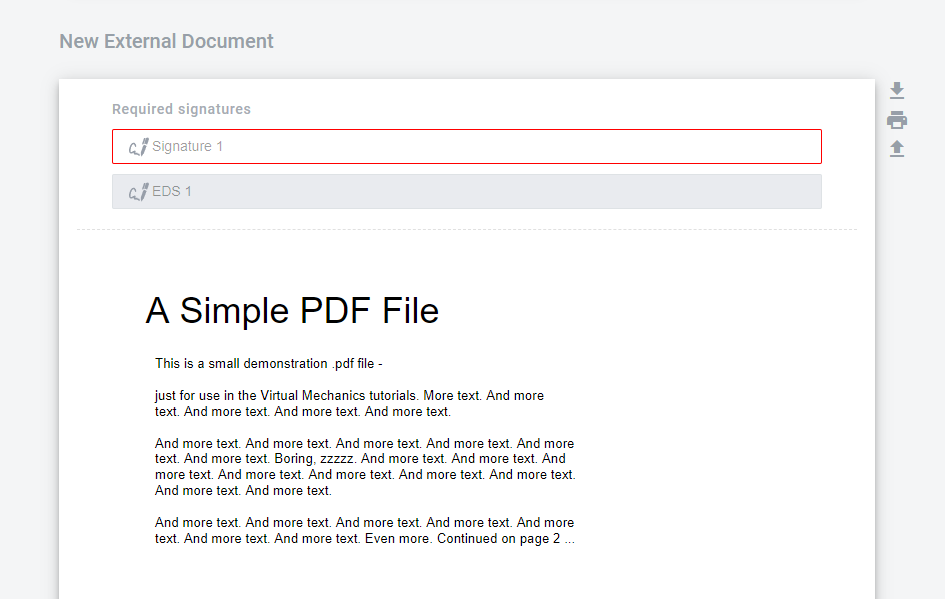 New External Document
Required signatures
Signature 1
EDS 1
A Simple PDF File
This is a small demonstration .pdf file -
just for use in the Virtual Mechanics tutorials. More text. And more
text. And more text. And more text. And more text.
And more text. And more text. And more text. And more text. And more
text. And more text. Boring, zzzzz. And more text. And more text. And
more text. And more text. And more text. And more text. And more text.
And more text. And more text.
And more text. And more text. And more text. And more text. And more
text. And more text. And more text. Even more. Continued on page 2 ...